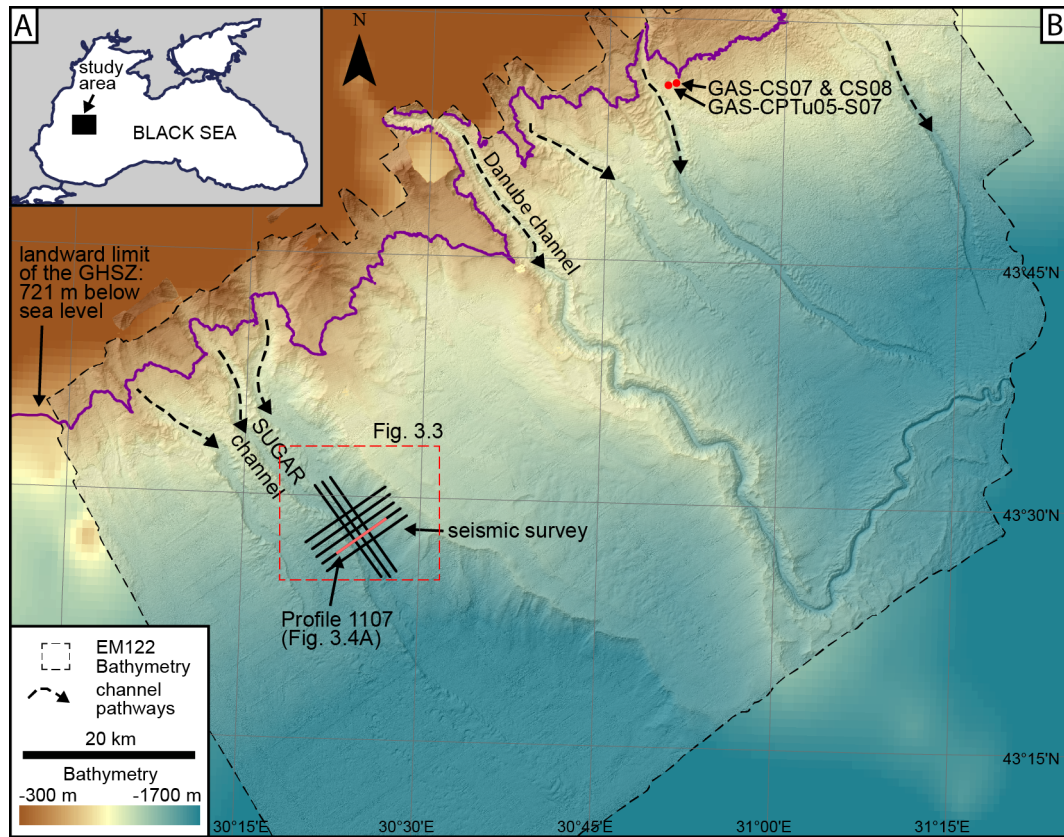 A
study
area
BLACK SEA
N
B
GAS-CS07 & CS08
GAS-CPTu05-S07
Danube channel
landward limit
of the GHSZ:
721 m below
sea level
43°45'N
SUGAR
channel
Fig. 3.3
43°30'N
seismic survey
Profile 1107
(Fig. 3.4A)
EM122
Bathymetry
channel
pathways
20 km
Bathymetry
-300 m
-1700 m
43°15'N
30°15'E
30°30'E
30°45'E
31°00'E
31°15'E